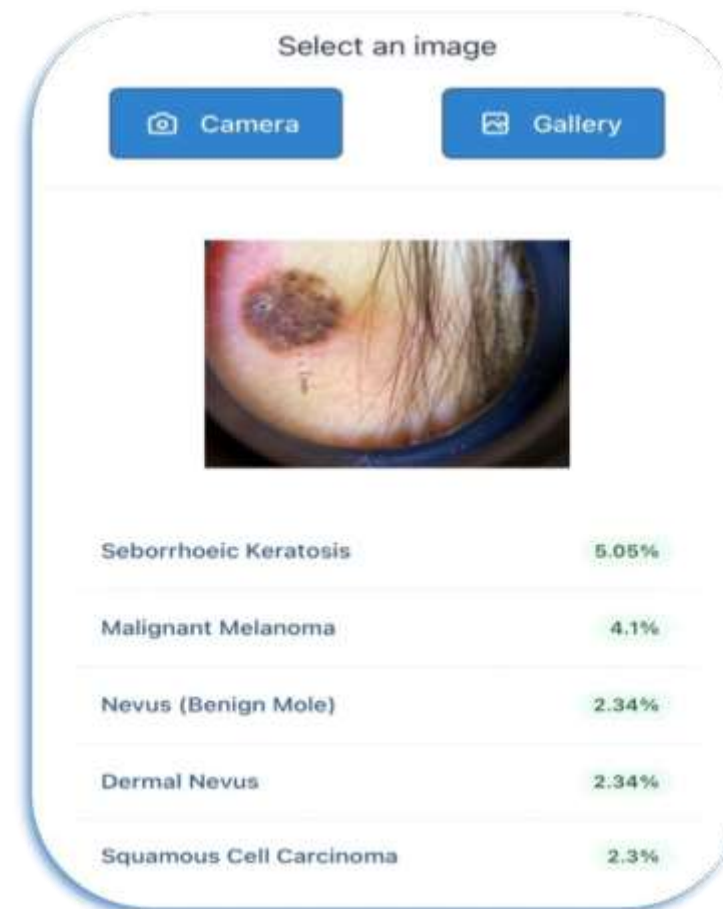 Select an image
Camera
Gallery
Seborrhoeic Keratosis 5.05%
Malignant Melanoma 4.1%
Nevus (Benign Mole) 2.34%
Dermal Nevus 2.34%
Squamous Cell Carcinoma 2.3%